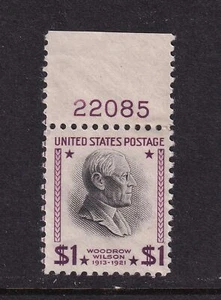 22085
UNITED STATES POSTAGE
$1 $1
WOODROW
WILSON
1913-1921